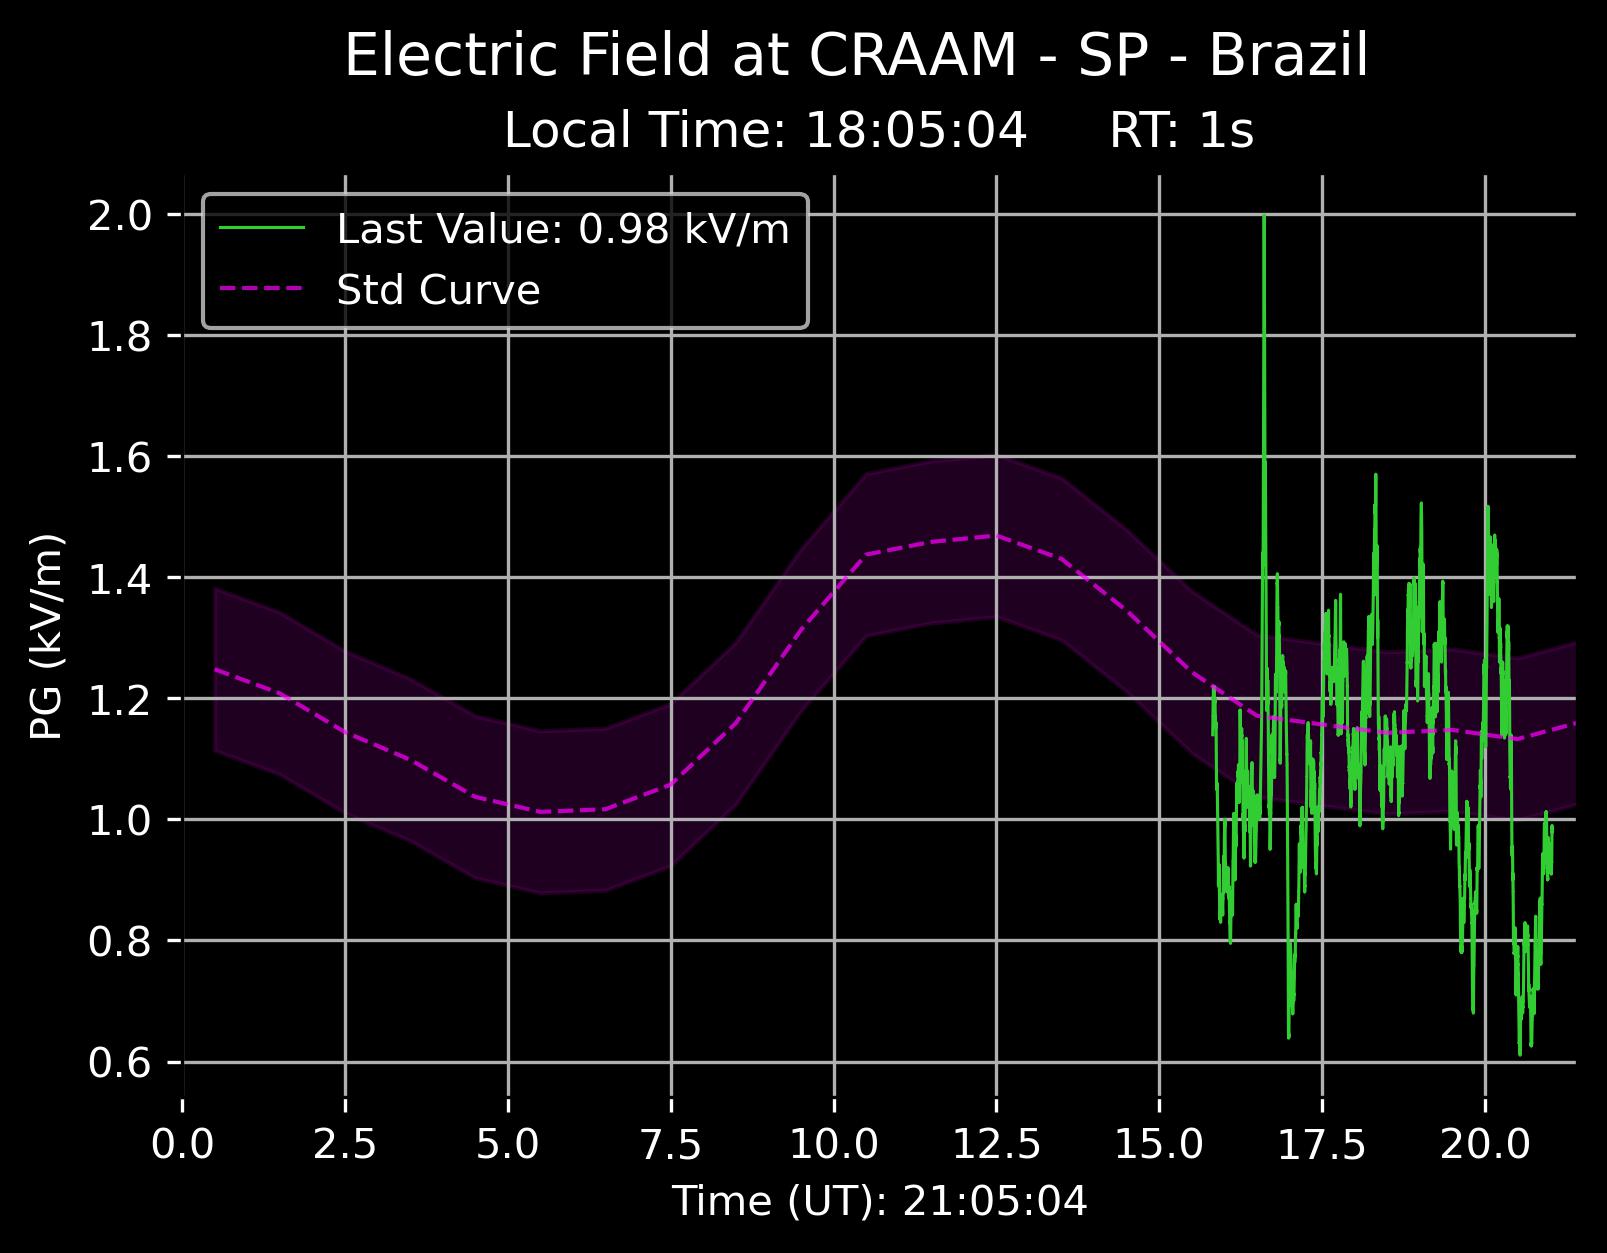 Electric Field at CRAAM - SP - Brazil
Local Time: 18:05:04 RT: 1s
Last Value: 0.98 kV/m
Std Curve
PG (kV/m)
2.0
1.8
1.6
1.4
1.2
1.0
0.8
0.6
0.0 2.5 5.0 7.5 10.0 12.5 15.0 17.5 20.0
Time (UT): 21:05:04